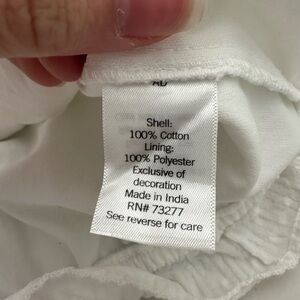 Shell:
100% Cotton
Lining:
100% Polyester
Exclusive of
decoration
Made in India
RN# 73277
See reverse for care